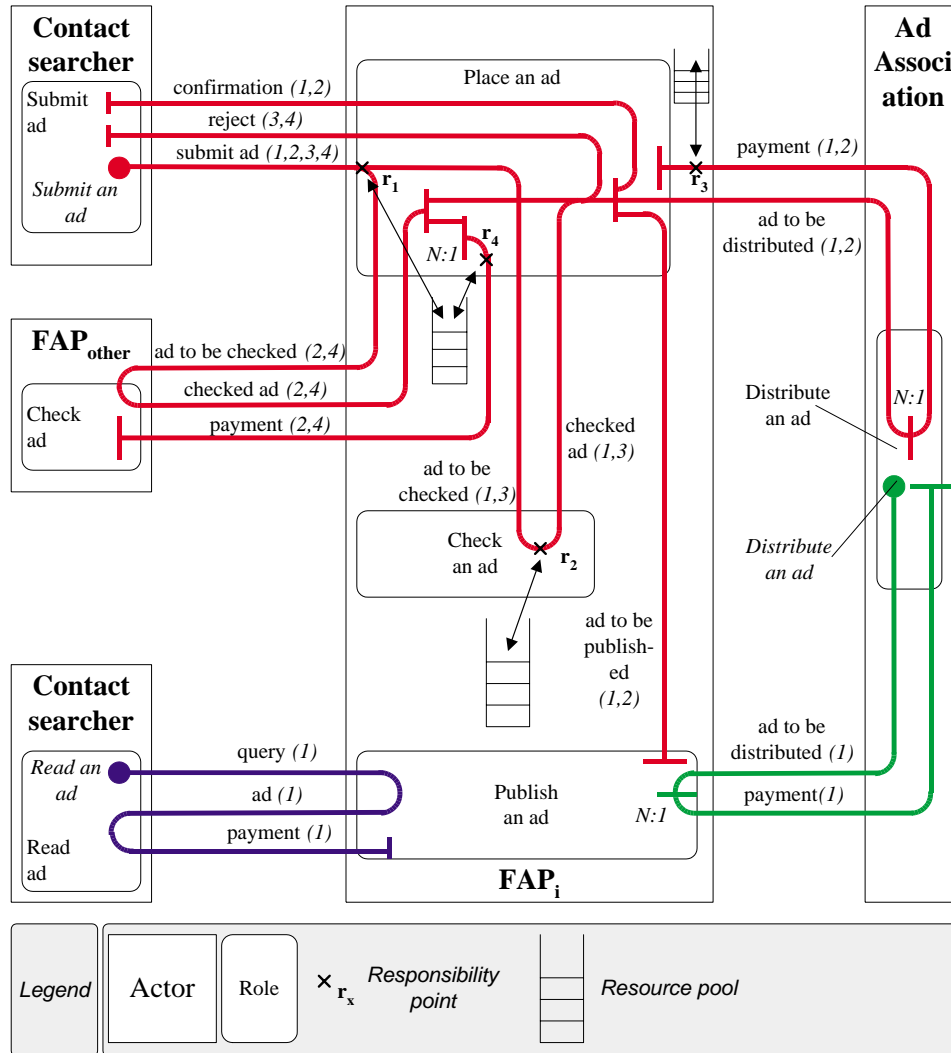 Contact
searcher
Submit
ad
Submit an
ad
confirmation (1,2)
reject (3,4)
submit ad (1,2,3,4)
Place an ad
r1
r4
N:1
r3
payment (1,2)
ad to be
distributed (1,2)
Ad
Associ
ation
FAPother
Check
ad
ad to be checked (2,4)
checked ad (2,4)
payment (2,4)
ad to be
checked (1,3)
checked
ad (1,3)
Check
an ad
r2
N:1
Distribute
an ad
Distribute
an ad
ad to be
publish-
ed
(1,2)
Contact
searcher
Read an
ad
Read
ad
query (1)
ad (1)
payment (1)
Publish
an ad
N:1
ad to be
distributed (1)
payment(1)
FAPi
Legend
Actor
Role
rx
Responsibility
point
Resource pool